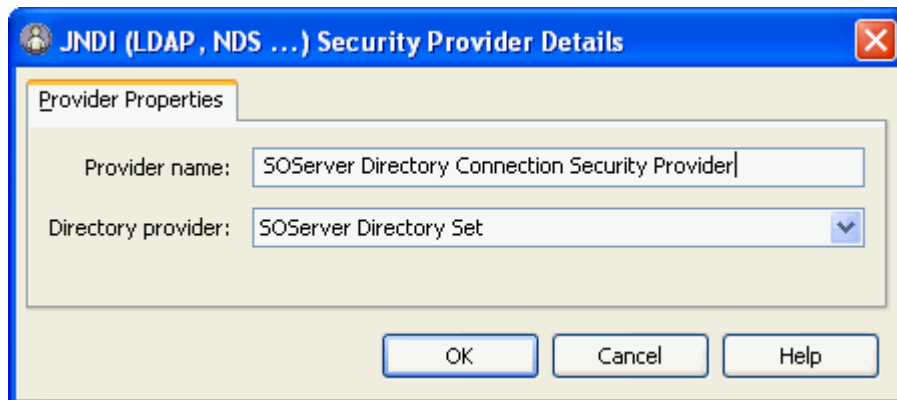 JNDI (LDAP, NDS ...) Security Provider Details
Provider Properties
Provider name: SOServer Directory Connection Security Provider
Directory provider: SOServer Directory Set
OK Cancel Help